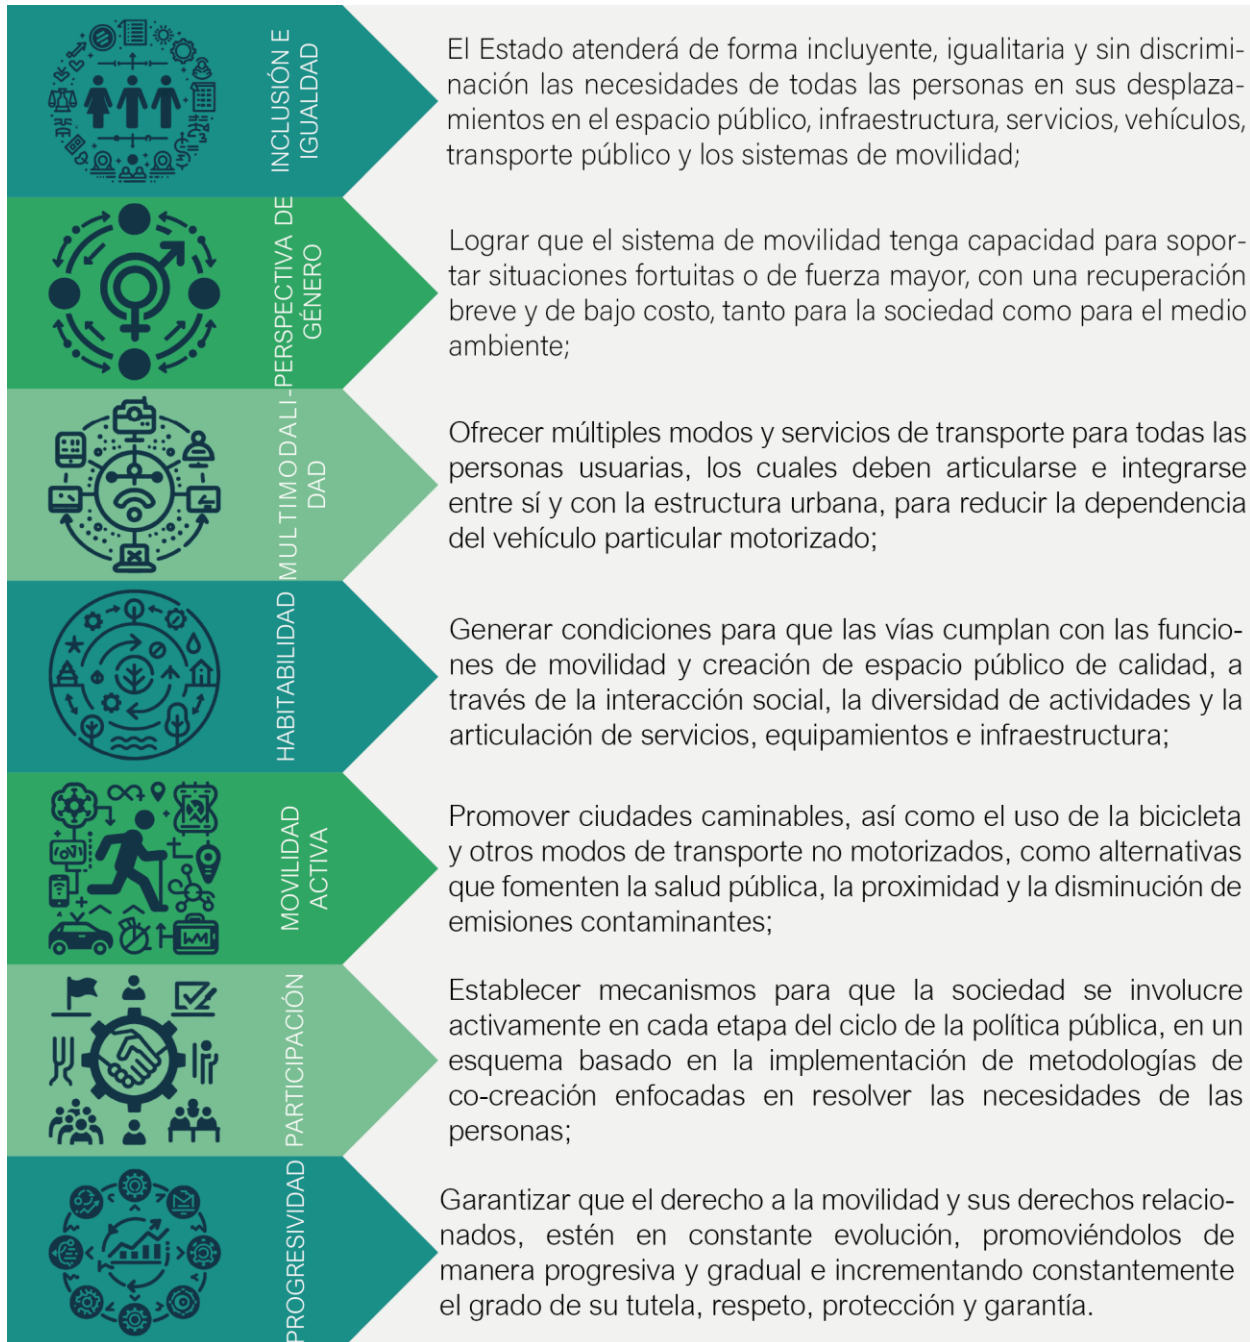 INCLUSIÓN E
IGUALDAD
El Estado atenderá de forma incluyente, igualitaria y sin discrimi-
nación las necesidades de todas las personas en sus desplaza-
mientos en el espacio público, infraestructura, servicios, vehículos,
transporte público y los sistemas de movilidad;
PERSPECTIVA DE
GÉNERO
Lograr que el sistema de movilidad tenga capacidad para sopor-
tar situaciones fortuitas o de fuerza mayor, con una recuperación
breve y de bajo costo, tanto para la sociedad como para el medio
ambiente;
MULTIMODALI-
DAD
Ofrecer múltiples modos y servicios de transporte para todas las
personas usuarias, los cuales deben articularse e integrarse
entre sí y con la estructura urbana, para reducir la dependencia
del vehículo particular motorizado;
HABITABILIDAD
Generar condiciones para que las vías cumplan con las funcio-
nes de movilidad y creación de espacio público de calidad, a
través de la interacción social, la diversidad de actividades y la
articulación de servicios, equipamientos e infraestructura;
MOVILIDAD
ACTIVA
Promover ciudades caminables, así como el uso de la bicicleta
y otros modos de transporte no motorizados, como alternativas
que fomenten la salud pública, la proximidad y la disminución de
emisiones contaminantes;
PARTICIPACIÓN
Establecer mecanismos para que la sociedad se involucre
activamente en cada etapa del ciclo de la política pública, en un
esquema basado en la implementación de metodologías de
co-creación enfocadas en resolver las necesidades de las
personas;
PROGRESIVIDAD
Garantizar que el derecho a la movilidad y sus derechos relacio-
nados, estén en constante evolución, promoviéndolos de
manera progresiva y gradual e incrementando constantemente
el grado de su tutela, respeto, protección y garantía.